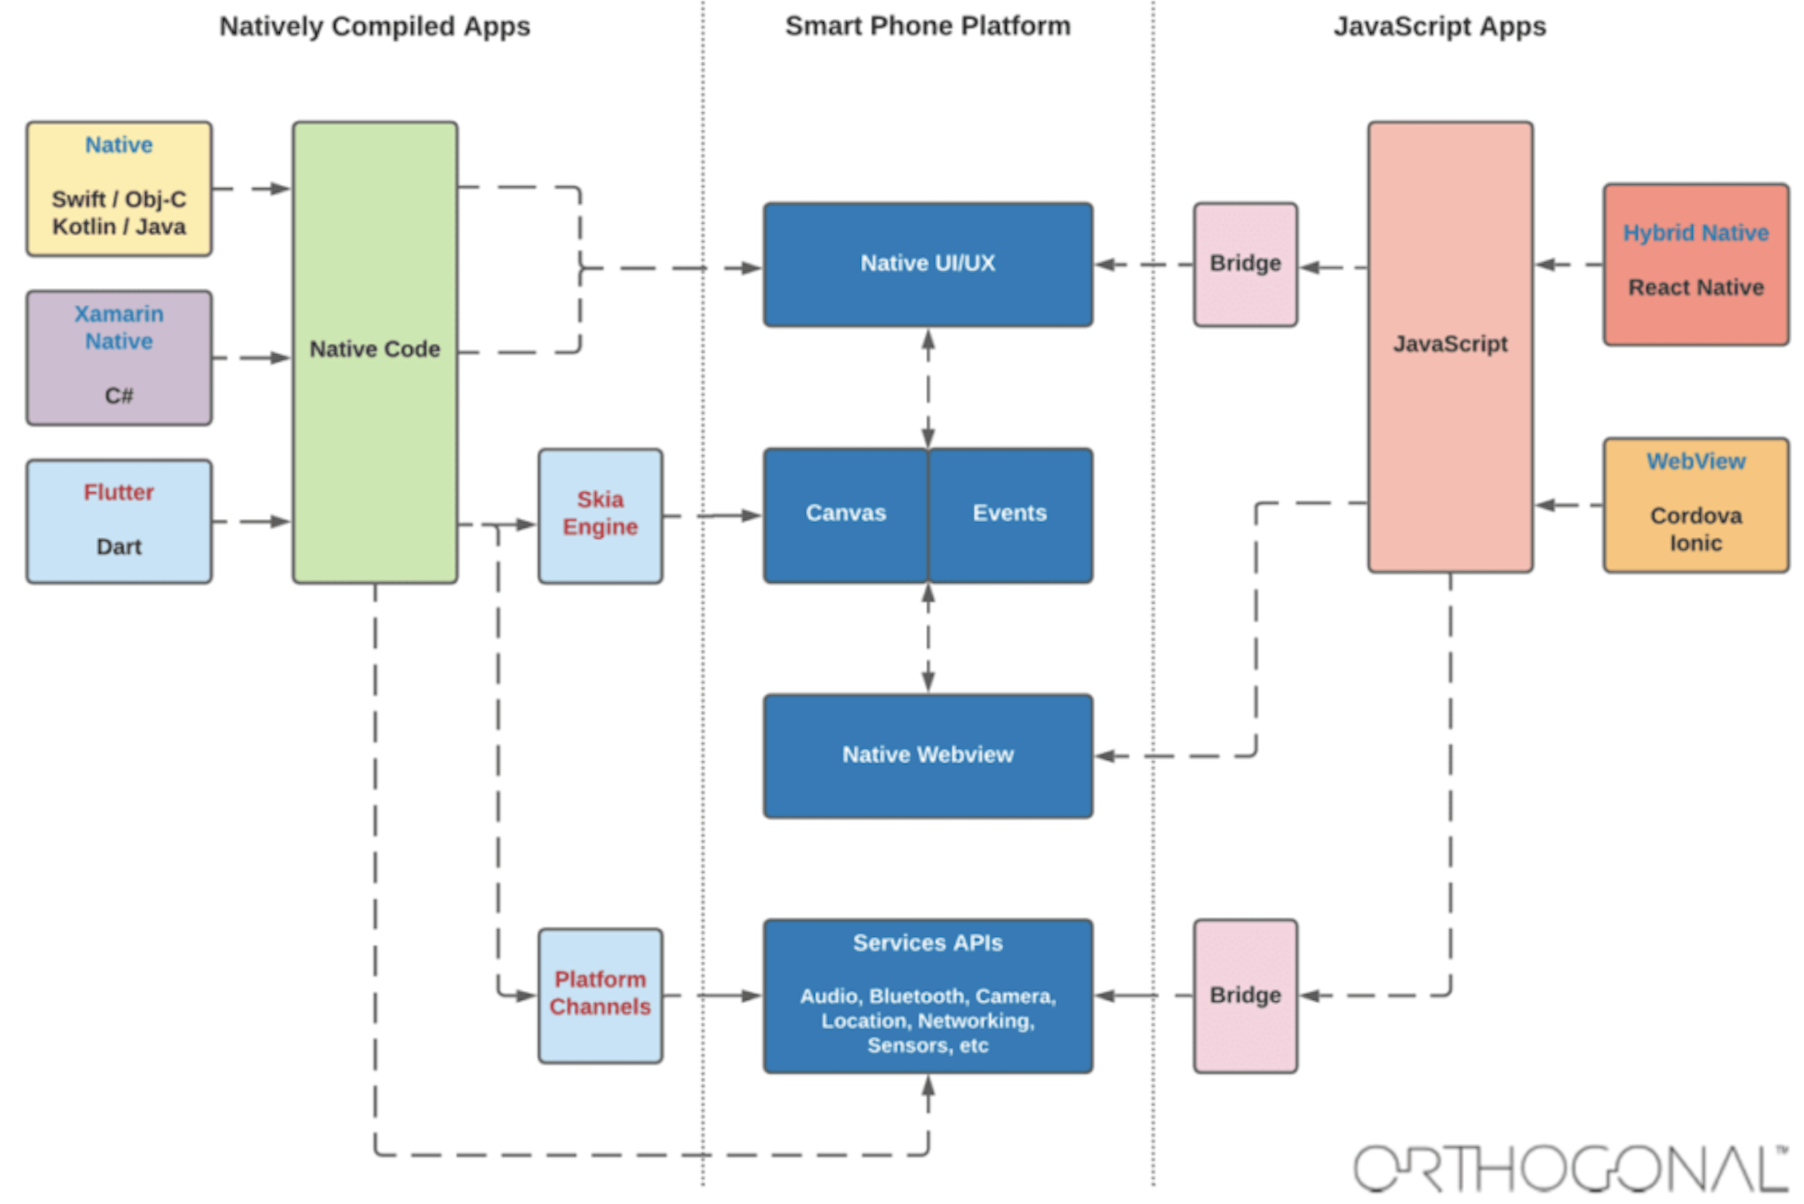 Natively Compiled Apps
Smart Phone Platform
JavaScript Apps
Native
Swift / Obj-C
Kotlin / Java
Xamarin
Native
C#
Flutter
Dart
Native Code
Skia
Engine
Platform
Channels
Native UI/UX
Canvas
Events
Native Webview
Services APIs
Audio, Bluetooth, Camera,
Location, Networking,
Sensors, etc
Bridge
Bridge
JavaScript
Hybrid Native
React Native
WebView
Cordova
Ionic
ORTHOGONAL™